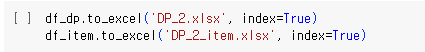 [ ] df_dp.to_excel('DP_2.xlsx', index=True)
df_item.to_excel('DP_2_item.xlsx', index=True)